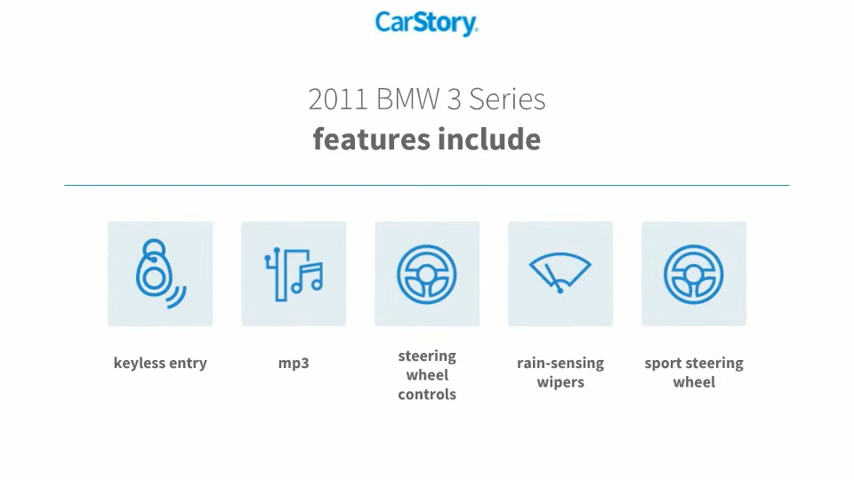 CarStory
2011 BMW 3 Series
features include
keyless entry
mp3
steering
wheel
controls
rain-sensing
wipers
sport steering
wheel